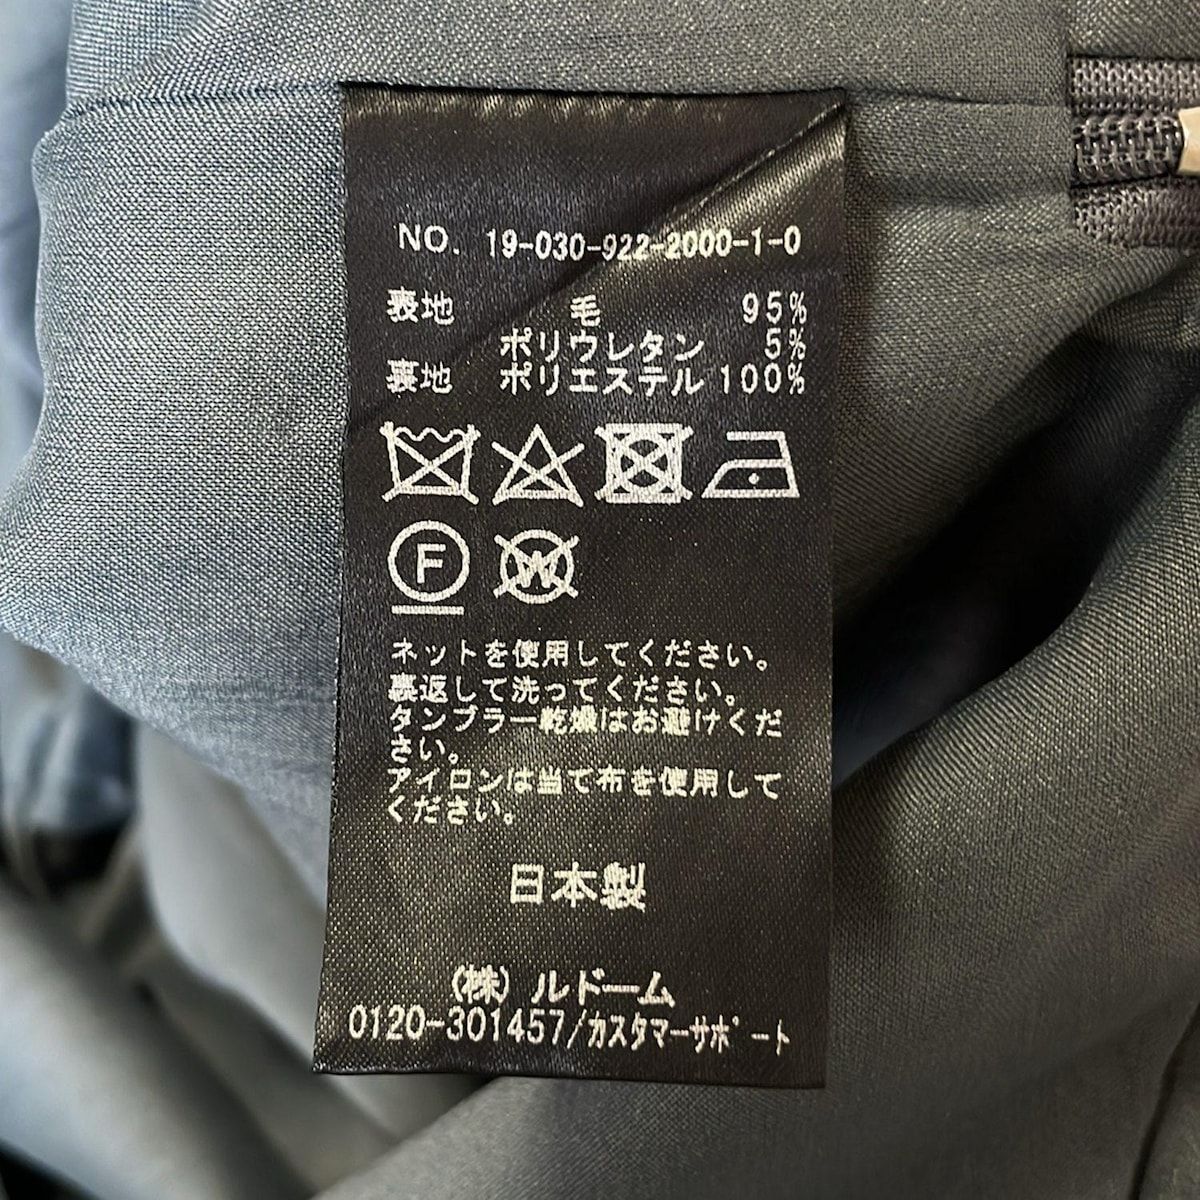 NO. 19-030-922-2000-1-0
表地 毛 95%
ポリウレタン 5%
裏地 ポリエステル 100%
F W
ネットを使用してください。
裏返して洗ってください。
タンブラー乾燥はお避けくだ
さい。
アイロンは当て布を使用して
ください。
日本製
(株) ルドーム
0120-301457/カスタマーサポート